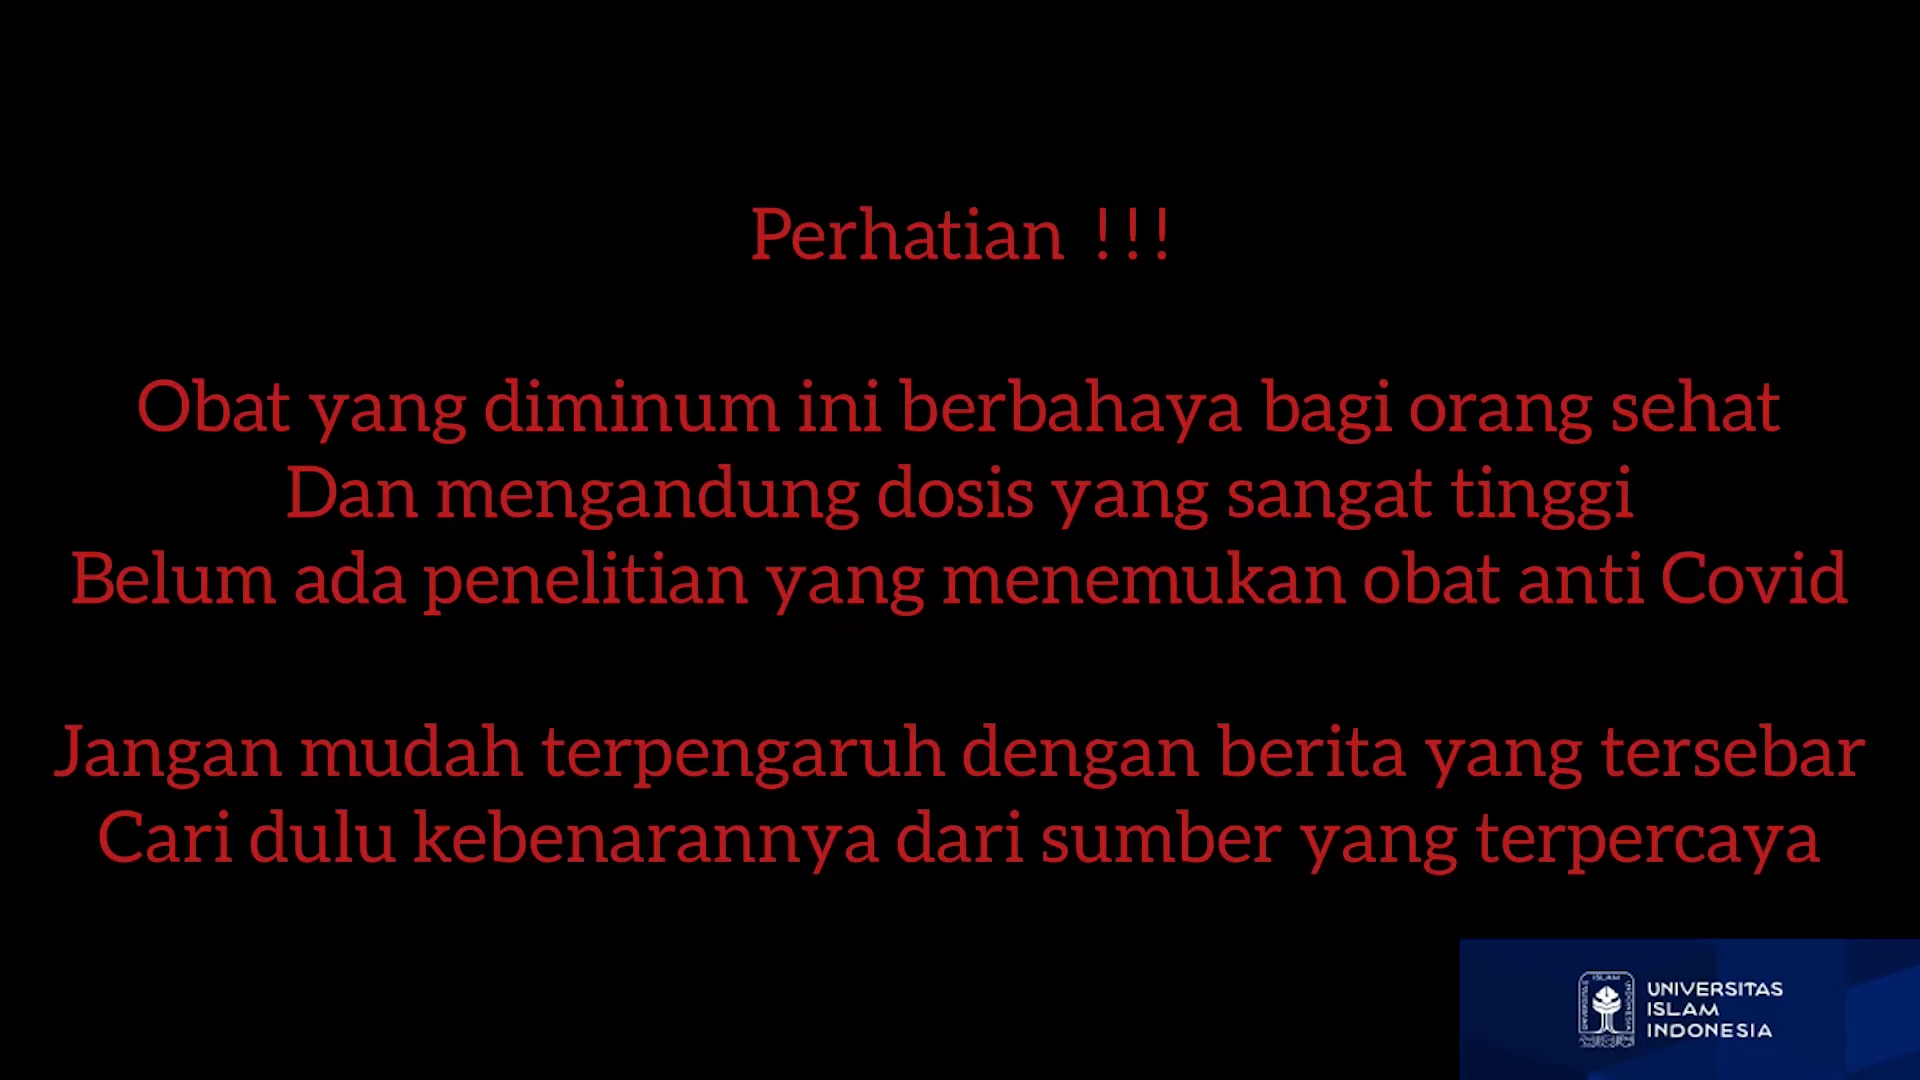 Perhatian !!!
Obat yang diminum ini berbahaya bagi orang sehat
Dan mengandung dosis yang sangat tinggi
Belum ada penelitian yang menemukan obat anti Covid
Jangan mudah terpengaruh dengan berita yang tersebar
Cari dulu kebenarannya dari sumber yang terpercaya
UNIVERSITAS
ISLAM
INDONESIA